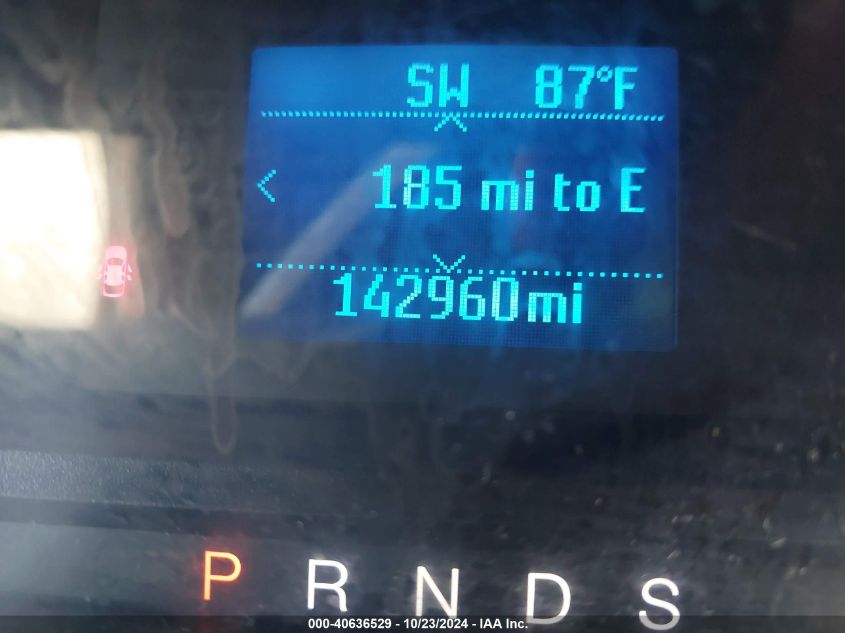 SW 87°F
185 mi to E
142960mi
P R N D S
000-40636529 - 10/23/2024 - IAA Inc.